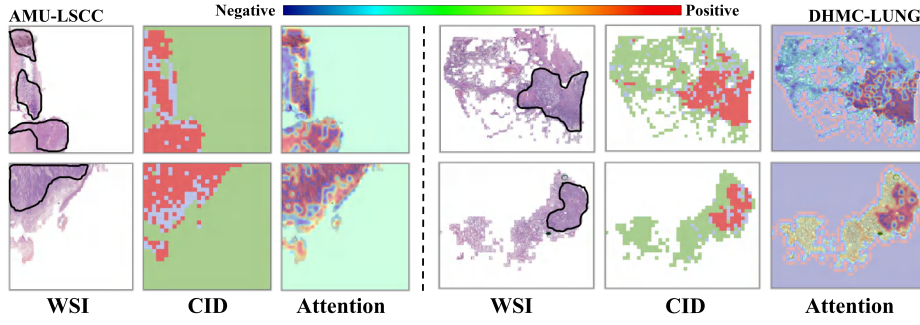 AMU-LSCC Negative Positive DHMC-LUNG
WSI CID Attention WSI CID Attention